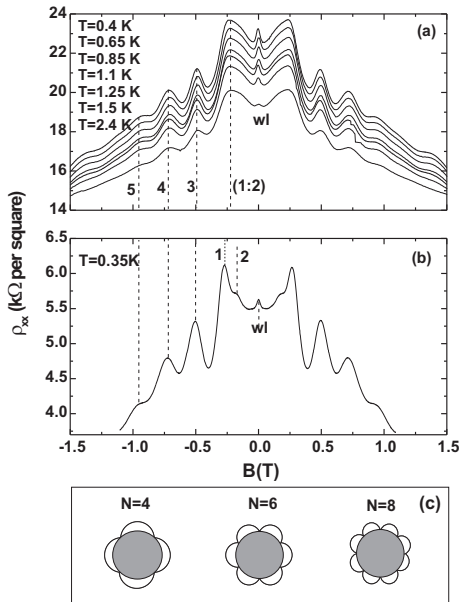 24
22
20
18
16
14
T=0.4 K
T=0.65 K
T=0.85 K
T=1.1 K
T=1.25 K
T=1.5 K
T=2.4 K
(a)
wl
5 4 3 (1:2)
ρxx (kΩ per square)
6.5
6.0
5.5
5.0
4.5
4.0
T=0.35K
1 2
(b)
wl
-1.5 -1.0 -0.5 0.0 0.5 1.0 1.5
B(T)
N=4 N=6 N=8 (c)